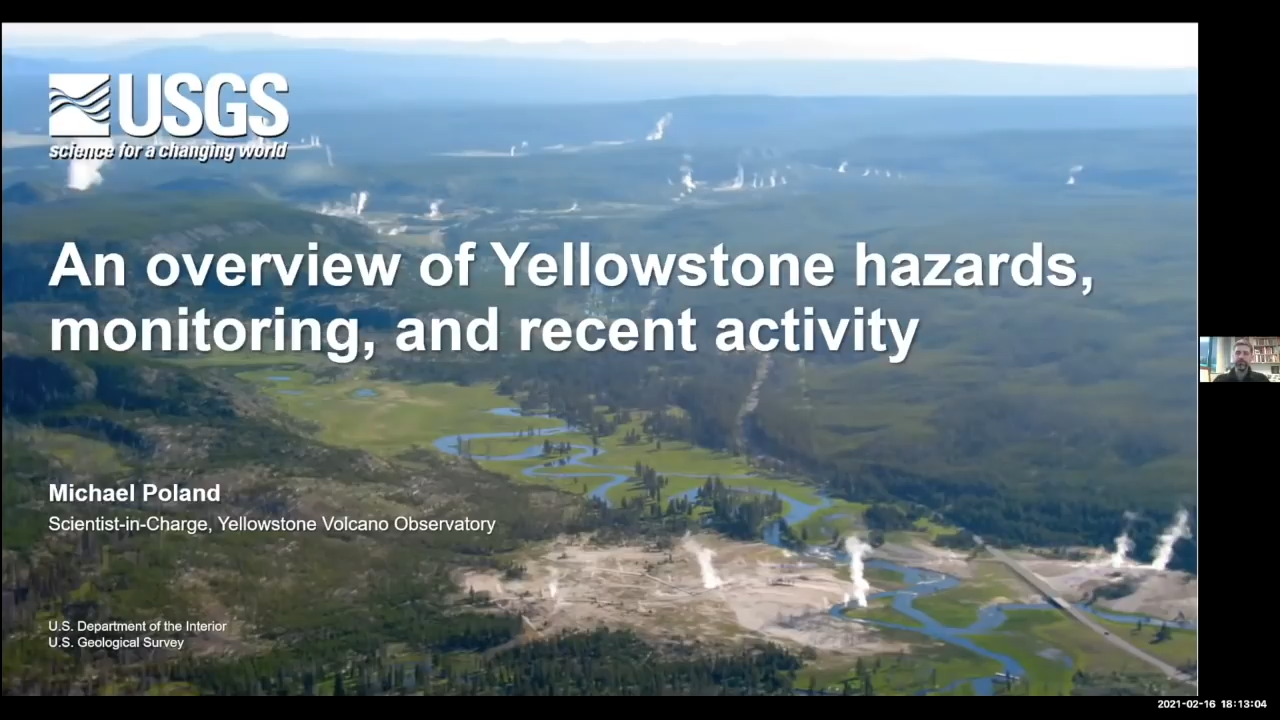 USGS
science for a changing world
An overview of Yellowstone hazards,
monitoring, and recent activity
Michael Poland
Scientist-in-Charge, Yellowstone Volcano Observatory
U.S. Department of the Interior
U.S. Geological Survey
2021-02-16 18:13:04